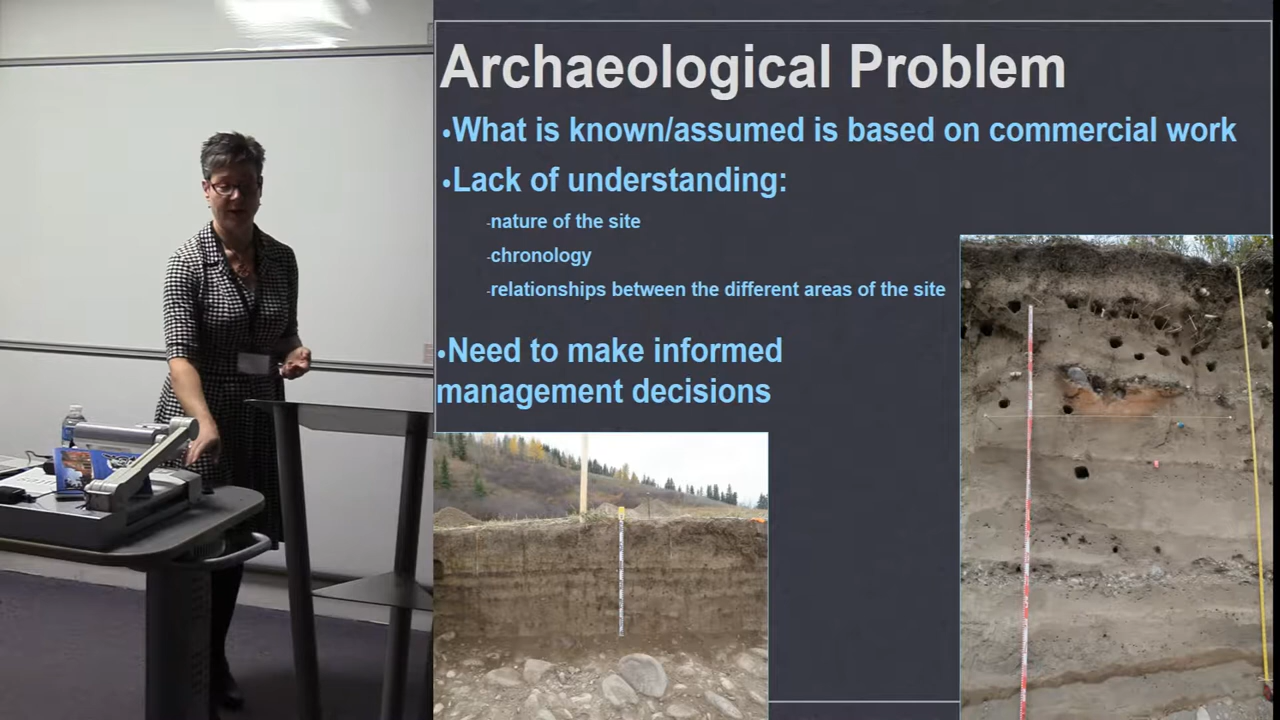 Archaeological Problem
•What is known/assumed is based on commercial work
•Lack of understanding:
-nature of the site
-chronology
-relationships between the different areas of the site
•Need to make informed
management decisions